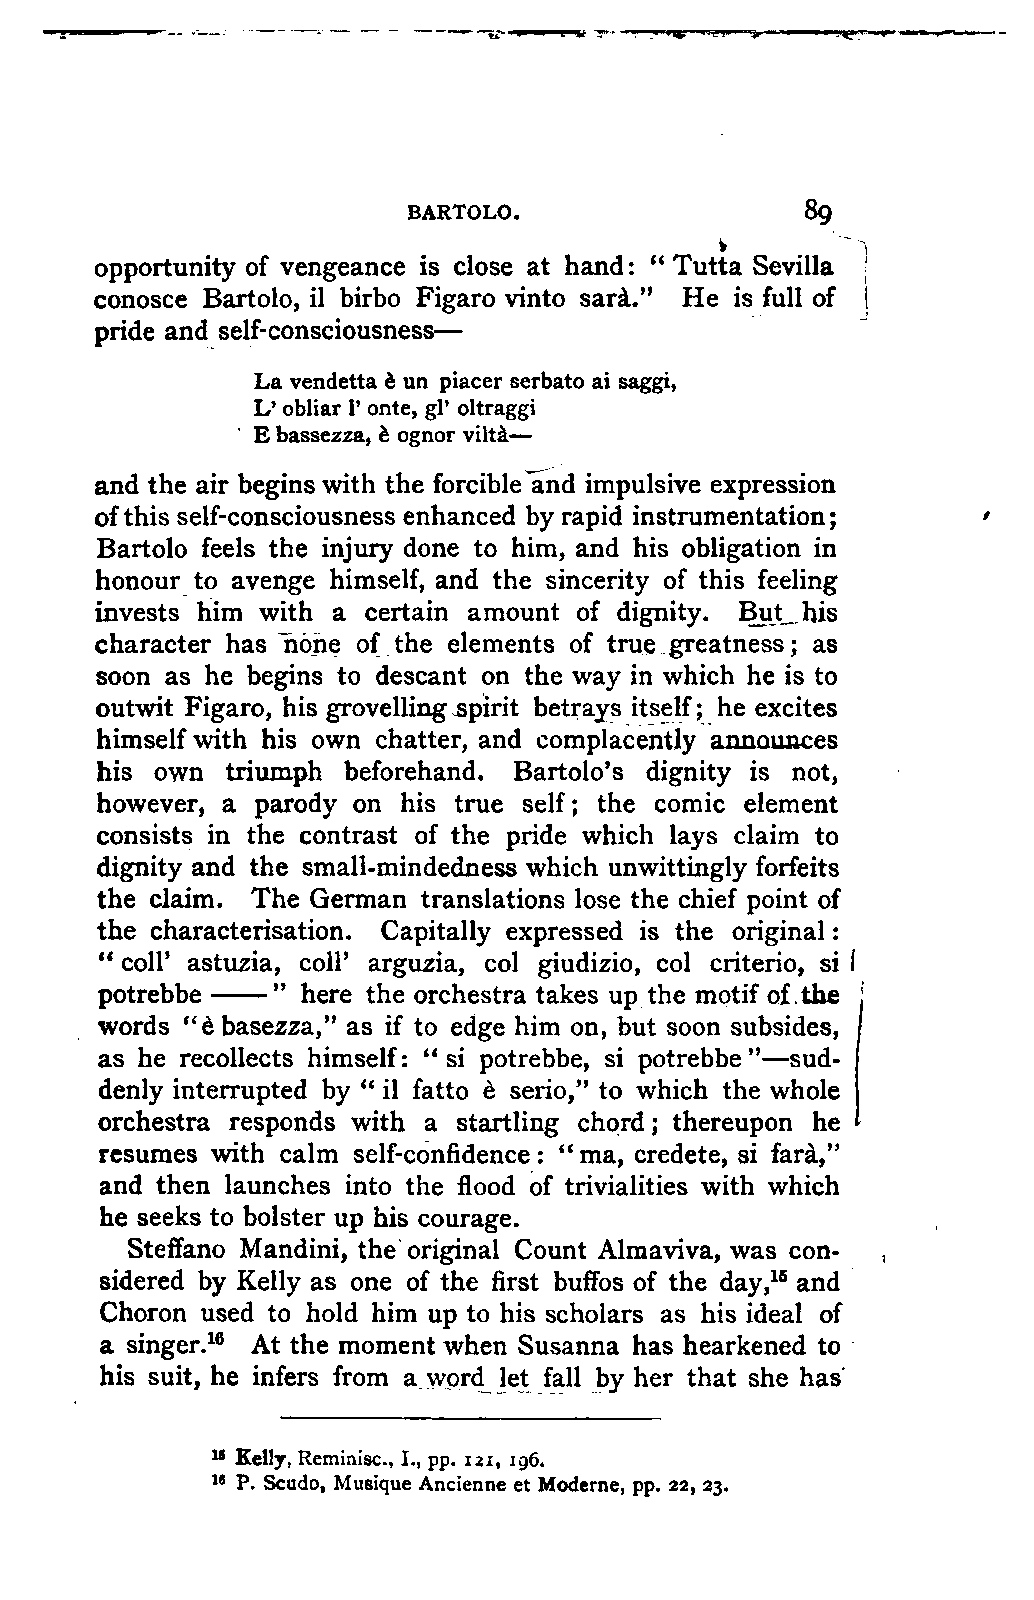 BARTOLO. 89
opportunity of vengeance is close at hand: “ Tutta Sevilla
conosce Bartolo, il birbo Figaro vinto sarà.” He is full of
pride and self-consciousness—
La vendetta è un piacer serbato ai saggi,
L’ obliar l’ onte, gl’ oltraggi
E bassezza, è ognor viltà—
and the air begins with the forcible and impulsive expression
of this self-consciousness enhanced by rapid instrumentation;
Bartolo feels the injury done to him, and his obligation in
honour to avenge himself, and the sincerity of this feeling
invests him with a certain amount of dignity. But his
character has none of the elements of true greatness; as
soon as he begins to descant on the way in which he is to
outwit Figaro, his grovelling spirit betrays itself; he excites
himself with his own chatter, and complacently announces
his own triumph beforehand. Bartolo’s dignity is not,
however, a parody on his true self; the comic element
consists in the contrast of the pride which lays claim to
dignity and the small-mindedness which unwittingly forfeits
the claim. The German translations lose the chief point of
the characterisation. Capitally expressed is the original:
“ coll’ astuzia, coll’ arguzia, col giudizio, col criterio, si
potrebbe ——” here the orchestra takes up the motif of the
words “è basezza,” as if to edge him on, but soon subsides,
as he recollects himself: “ si potrebbe, si potrebbe”—sud-
denly interrupted by “ il fatto è serio,” to which the whole
orchestra responds with a startling chord; thereupon he
resumes with calm self-confidence: “ma, credete, si farà,”
and then launches into the flood of trivialities with which
he seeks to bolster up his courage.
Steffano Mandini, the original Count Almaviva, was con-
sidered by Kelly as one of the first buffos of the day,¹⁵ and
Choron used to hold him up to his scholars as his ideal of
a singer.¹⁶ At the moment when Susanna has hearkened to
his suit, he infers from a word let fall by her that she has
¹⁵ Kelly, Reminisc., I., pp. 121, 196.
¹⁶ P. Scudo, Musique Ancienne et Moderne, pp. 22, 23.